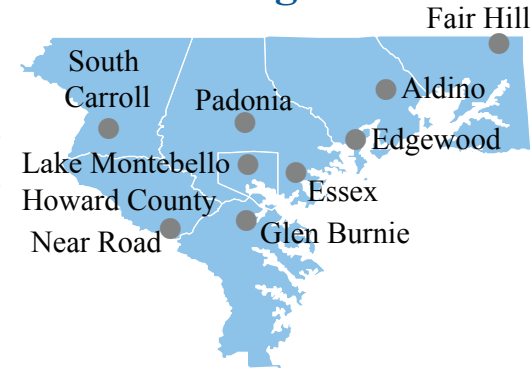 Fair Hill
South
Carroll
Padonia
Aldino
Edgewood
Lake Montebello
Essex
Howard County
Near Road
Glen Burnie